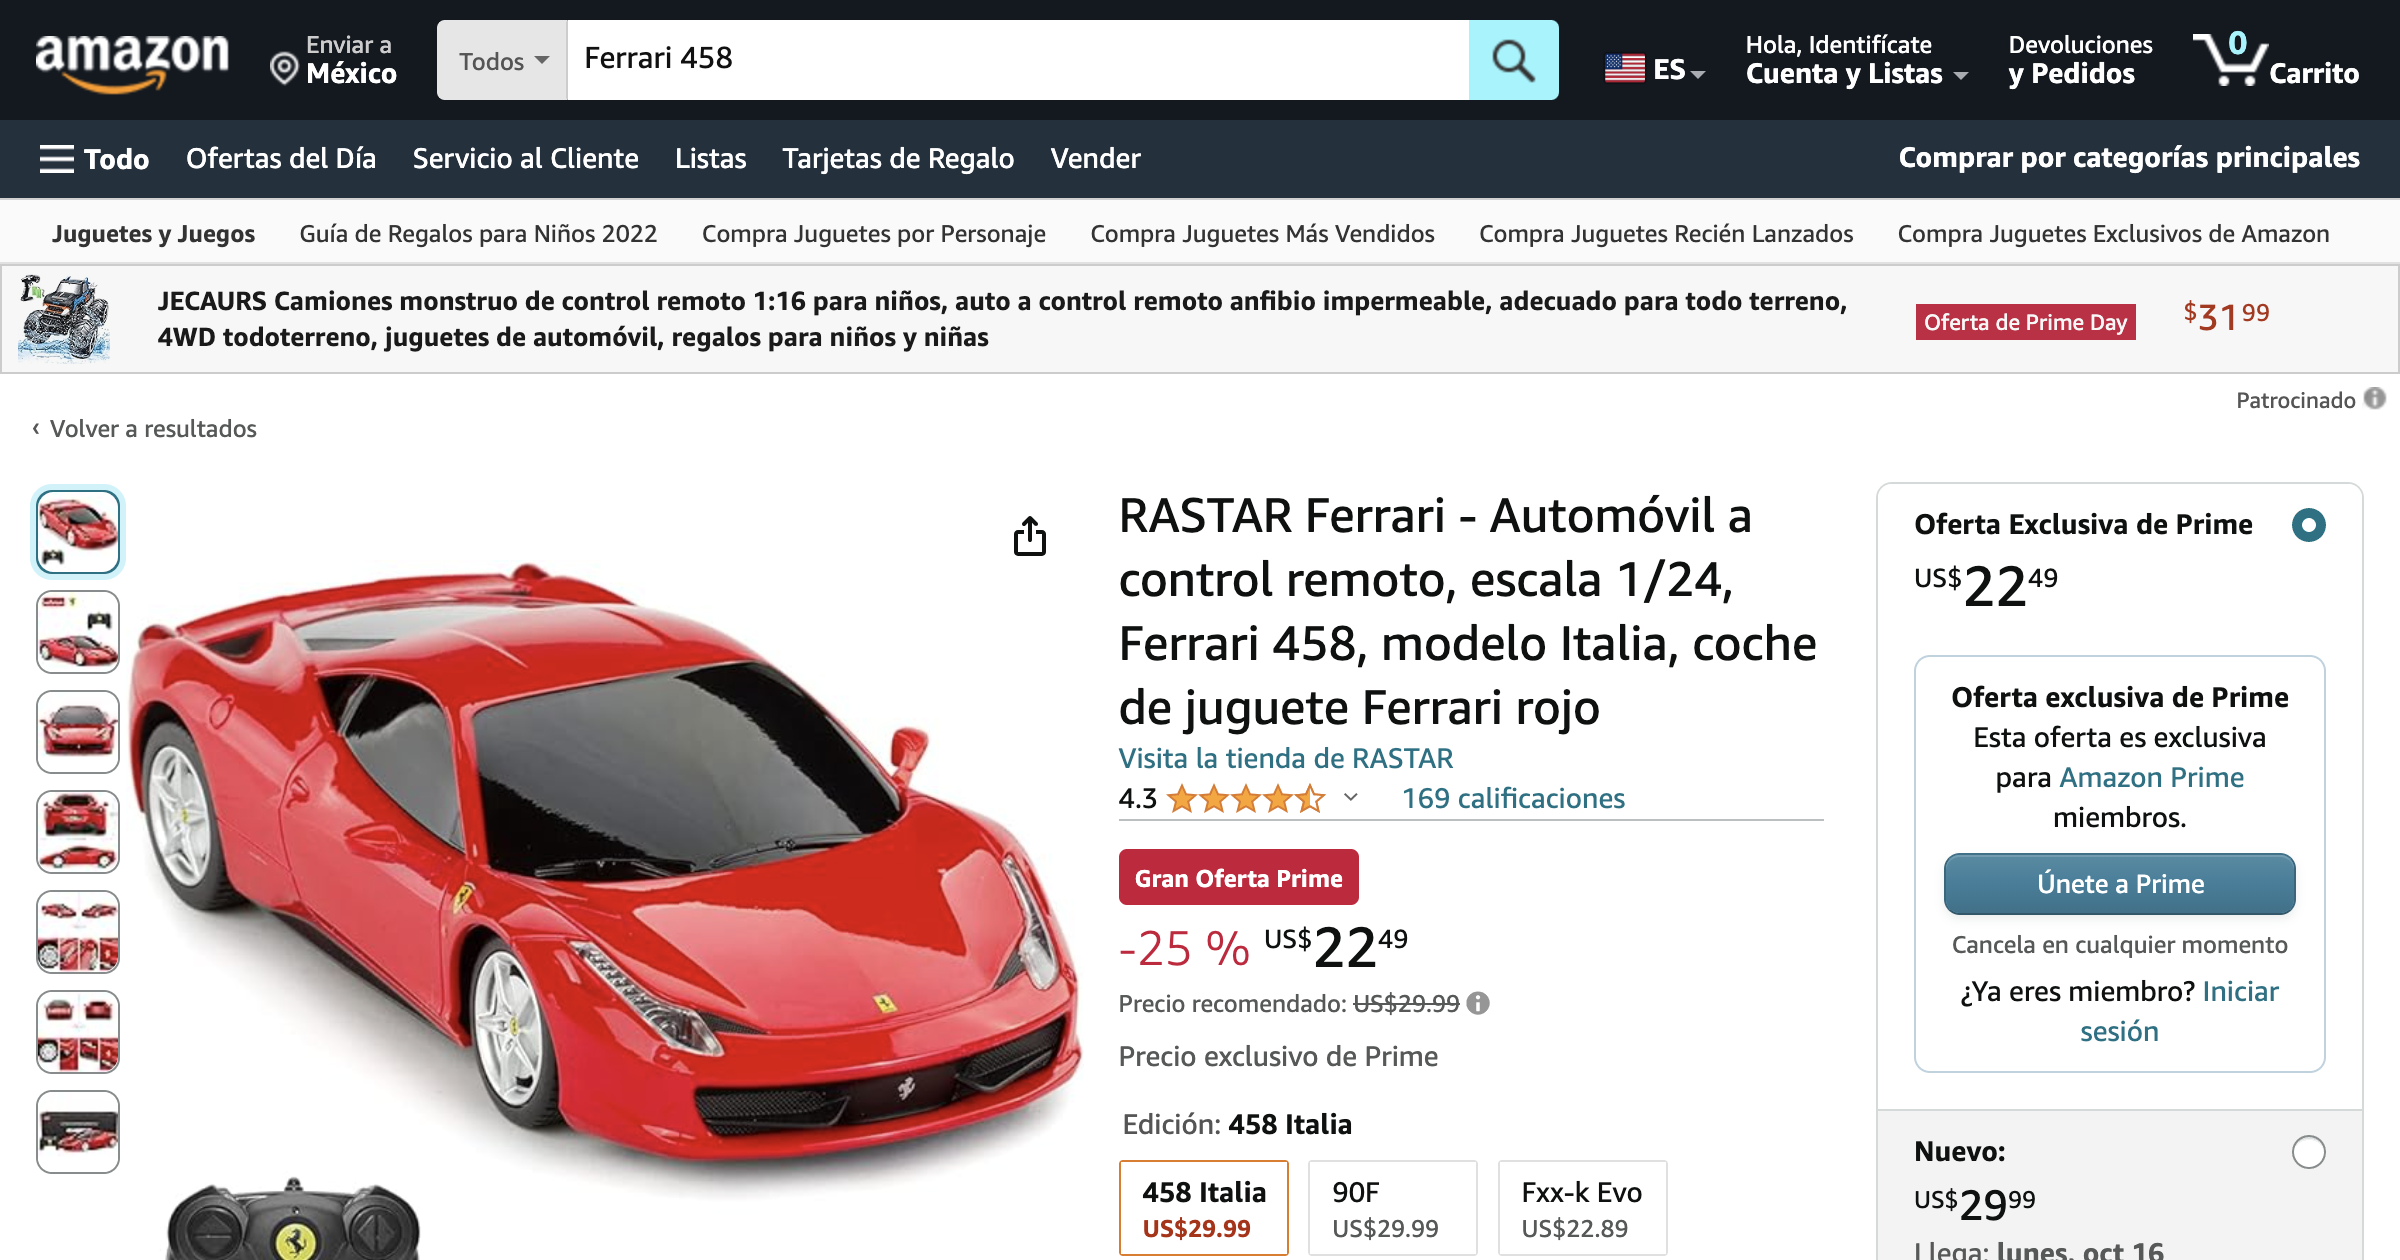 amazon
Enviar a
México
Todos
Ferrari 458
ES
Hola, Identifícate
Cuenta y Listas
Devoluciones
y Pedidos
0
Carrito
Todo
Ofertas del Día
Servicio al Cliente
Listas
Tarjetas de Regalo
Vender
Comprar por categorías principales
Juguetes y Juegos
Guía de Regalos para Niños 2022
Compra Juguetes por Personaje
Compra Juguetes Más Vendidos
Compra Juguetes Recién Lanzados
Compra Juguetes Exclusivos de Amazon
JECAURS Camiones monstruo de control remoto 1:16 para niños, auto a control remoto anfibio impermeable, adecuado para todo terreno,
4WD todoterreno, juguetes de automóvil, regalos para niños y niñas
Oferta de Prime Day
$31 99
Patrocinado
‹ Volver a resultados
RASTAR Ferrari - Automóvil a
control remoto, escala 1/24,
Ferrari 458, modelo Italia, coche
de juguete Ferrari rojo
Visita la tienda de RASTAR
4.3
169 calificaciones
Gran Oferta Prime
-25 % US$22 49
Precio recomendado: US$29.99
Precio exclusivo de Prime
Edición: 458 Italia
458 Italia
US$29.99
90F
US$29.99
Fxx-k Evo
US$22.89
Oferta Exclusiva de Prime
US$22 49
Oferta exclusiva de Prime
Esta oferta es exclusiva
para Amazon Prime
miembros.
Únete a Prime
Cancela en cualquier momento
¿Ya eres miembro? Iniciar
sesión
Nuevo:
US$29 99
Llega: lunes, oct 16